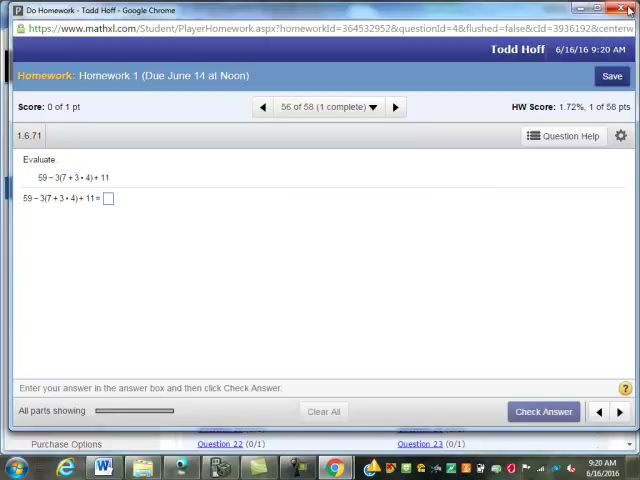 Do Homework - Todd Hoff - Google Chrome
https://www.mathxl.com/Student/PlayerHomework.aspx?homeworkId=364532952&questionId=4&flushed=false&cId=3936192&centerw
Todd Hoff 6/16/16 9:20 AM
Homework: Homework 1 (Due June 14 at Noon)
Save
Score: 0 of 1 pt
56 of 58 (1 complete)
HW Score: 1.72%, 1 of 58 pts
1.6.71
Question Help
Evaluate.
59 − 3(7 + 3 • 4) + 11
59 − 3(7 + 3 • 4) + 11 =
Enter your answer in the answer box and then click Check Answer.
?
All parts showing
Clear All
Check Answer
Purchase Options
Question 22 (0/1)
Question 23 (0/1)
9:20 AM
6/16/2016